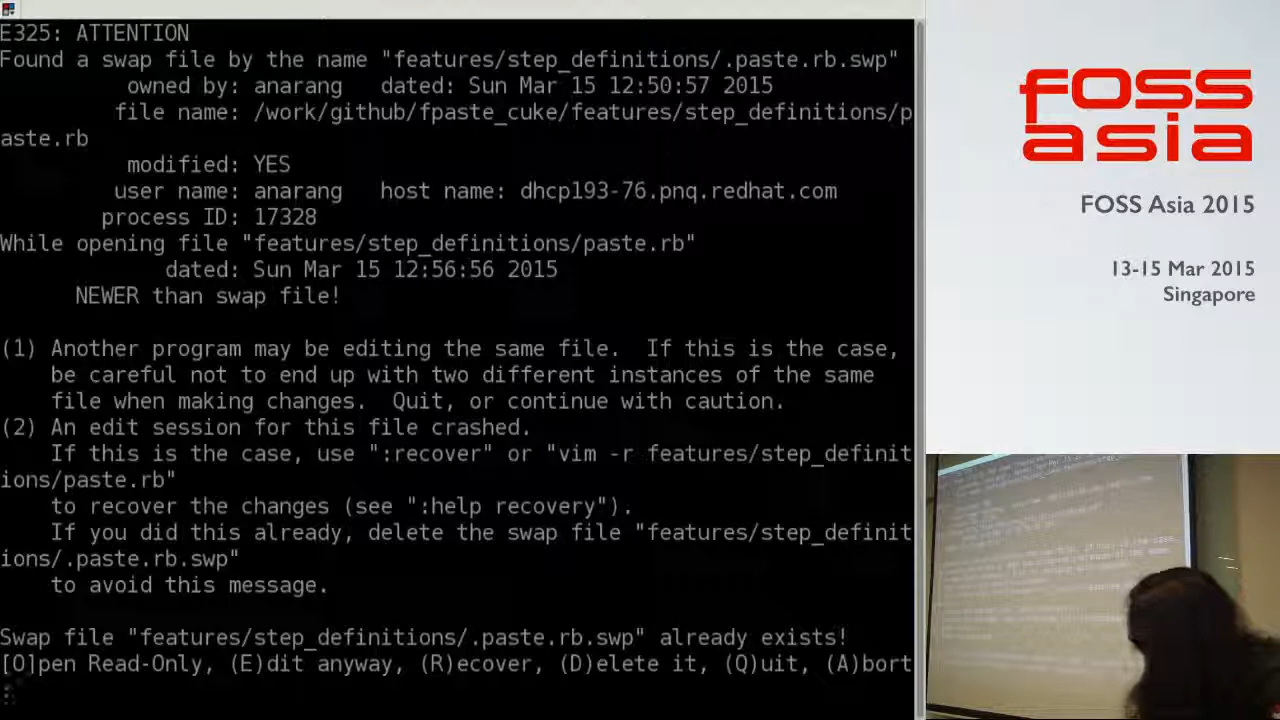 E325: ATTENTION
Found a swap file by the name "features/step_definitions/.paste.rb.swp"
owned by: anarang   dated: Sun Mar 15 12:50:57 2015
file name: /work/github/fpaste_cuke/features/step_definitions/p
aste.rb
modified: YES
user name: anarang   host name: dhcp193-76.pnq.redhat.com
process ID: 17328
While opening file "features/step_definitions/paste.rb"
dated: Sun Mar 15 12:56:56 2015
NEWER than swap file!
(1) Another program may be editing the same file.  If this is the case,
be careful not to end up with two different instances of the same
file when making changes.  Quit, or continue with caution.
(2) An edit session for this file crashed.
If this is the case, use ":recover" or "vim -r features/step_definit
ions/paste.rb"
to recover the changes (see ":help recovery").
If you did this already, delete the swap file "features/step_definit
ions/.paste.rb.swp"
to avoid this message.
Swap file "features/step_definitions/.paste.rb.swp" already exists!
[O]pen Read-Only, (E)dit anyway, (R)ecover, (D)elete it, (Q)uit, (A)bort
:
FOSS
asia
FOSS Asia 2015
13-15 Mar 2015
Singapore